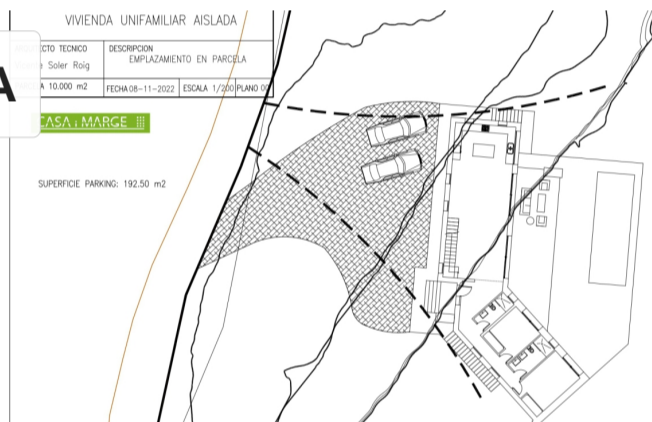 VIVIENDA UNIFAMILIAR AISLADA
CTO TECNICO
Soler Roig
DESCRIPCION
EMPLAZAMIENTO EN PARCELA
A 10.000 m2
FECHA 08-11-2022
ESCALA 1/200
PLANO
CASA i MARGE
SUPERFICIE PARKING: 192.50 m2